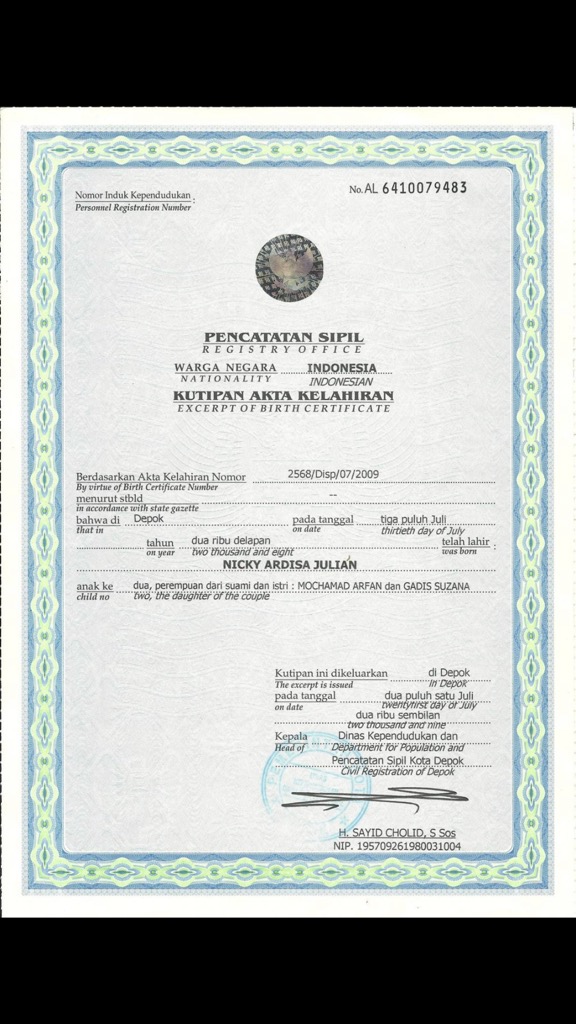 No. AL 6410079483
Nomor Induk Kependudukan :
Personnel Registration Number
PENCATATAN SIPIL
REGISTRY OFFICE
WARGA NEGARA INDONESIA
NATIONALITY INDONESIAN
KUTIPAN AKTA KELAHIRAN
EXCERPT OF BIRTH CERTIFICATE
Berdasarkan Akta Kelahiran Nomor 2568/Disp/07/2009
By virtue of Birth Certificate Number
menurut stbld --
in accordance with state gazette
bahwa di Depok pada tanggal tiga puluh Juli
that in on date thirtieth day of July
tahun dua ribu delapan telah lahir :
on year two thousand and eight was born
NICKY ARDISA JULIAN
anak ke dua, perempuan dari suami dan istri : MOCHAMAD ARFAN dan GADIS SUZANA
child no two, the daughter of the couple
Kutipan ini dikeluarkan di Depok
The excerpt is issued In Depok
pada tanggal dua puluh satu Juli
on date twentyfirst day of July
dua ribu sembilan
two thousand and nine
Kepala Dinas Kependudukan dan
Head of Department for Population and
Pencatatan Sipil Kota Depok
Civil Registration of Depok
H. SAYID CHOLID, S Sos
NIP. 195709261980031004